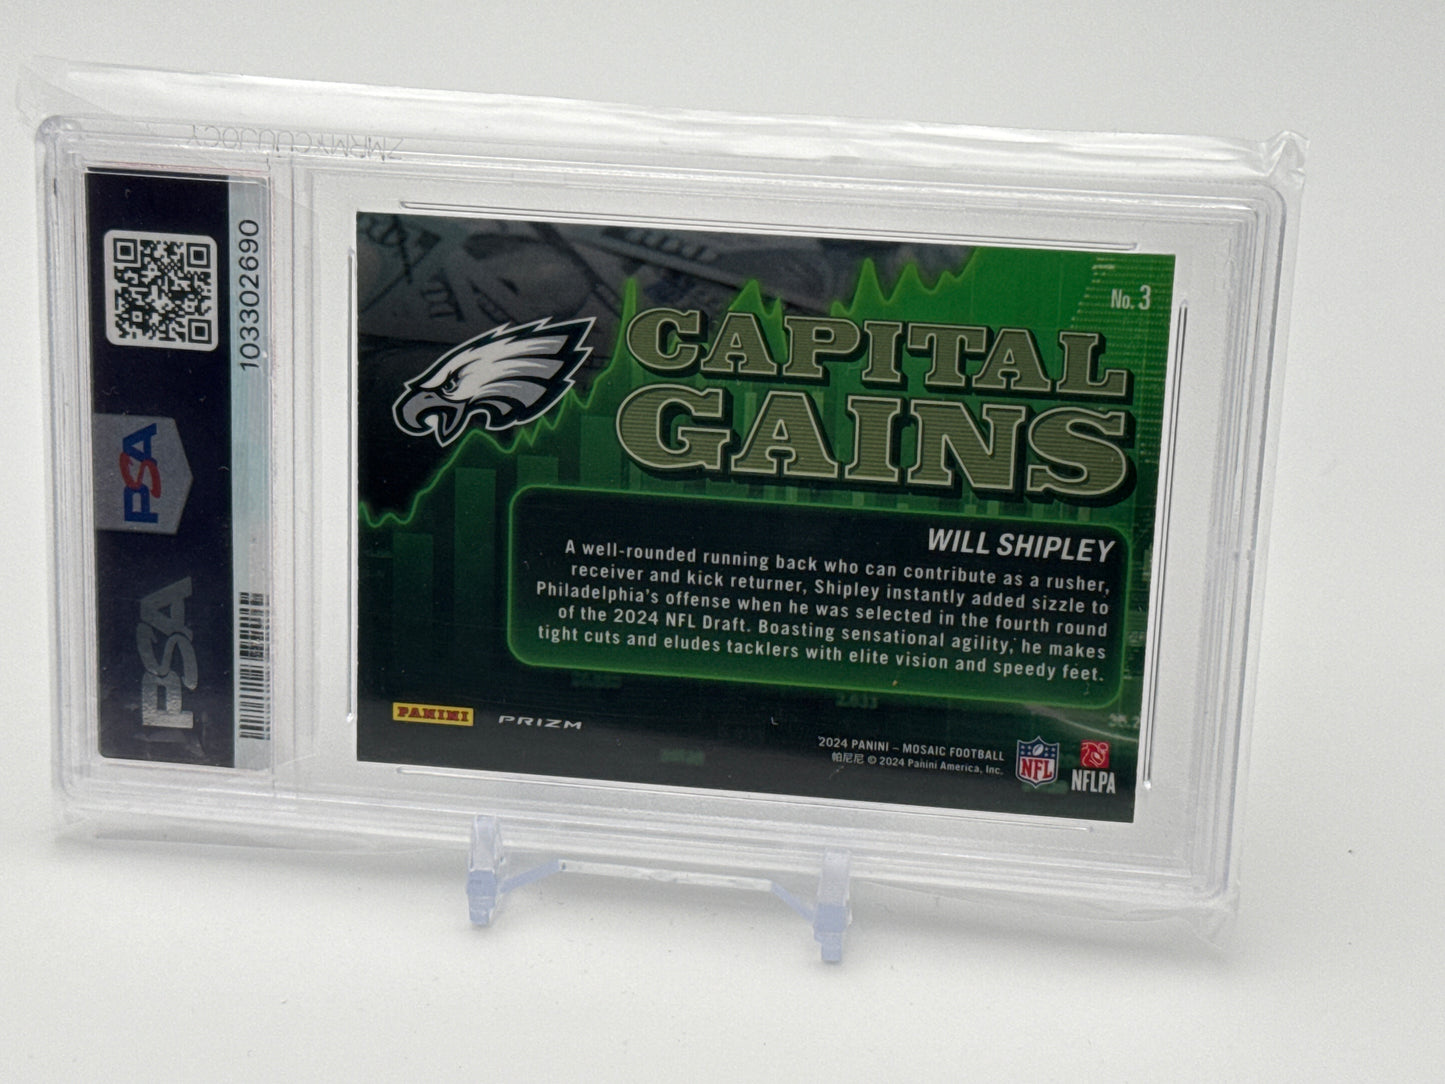 ZMRMYCUUJOCY
103302690
PSA
PSA
No. 3
CAPITAL
GAINS
WILL SHIPLEY
A well-rounded running back who can contribute as a rusher,
receiver and kick returner, Shipley instantly added sizzle to
Philadelphia's offense when he was selected in the fourth round
of the 2024 NFL Draft. Boasting sensational agility, he makes
tight cuts and eludes tacklers with elite vision and speedy feet.
PANINI
PRIZM
2024 PANINI – MOSAIC FOOTBALL
帕尼尼 © 2024 Panini America, Inc.
NFL
NFLPA